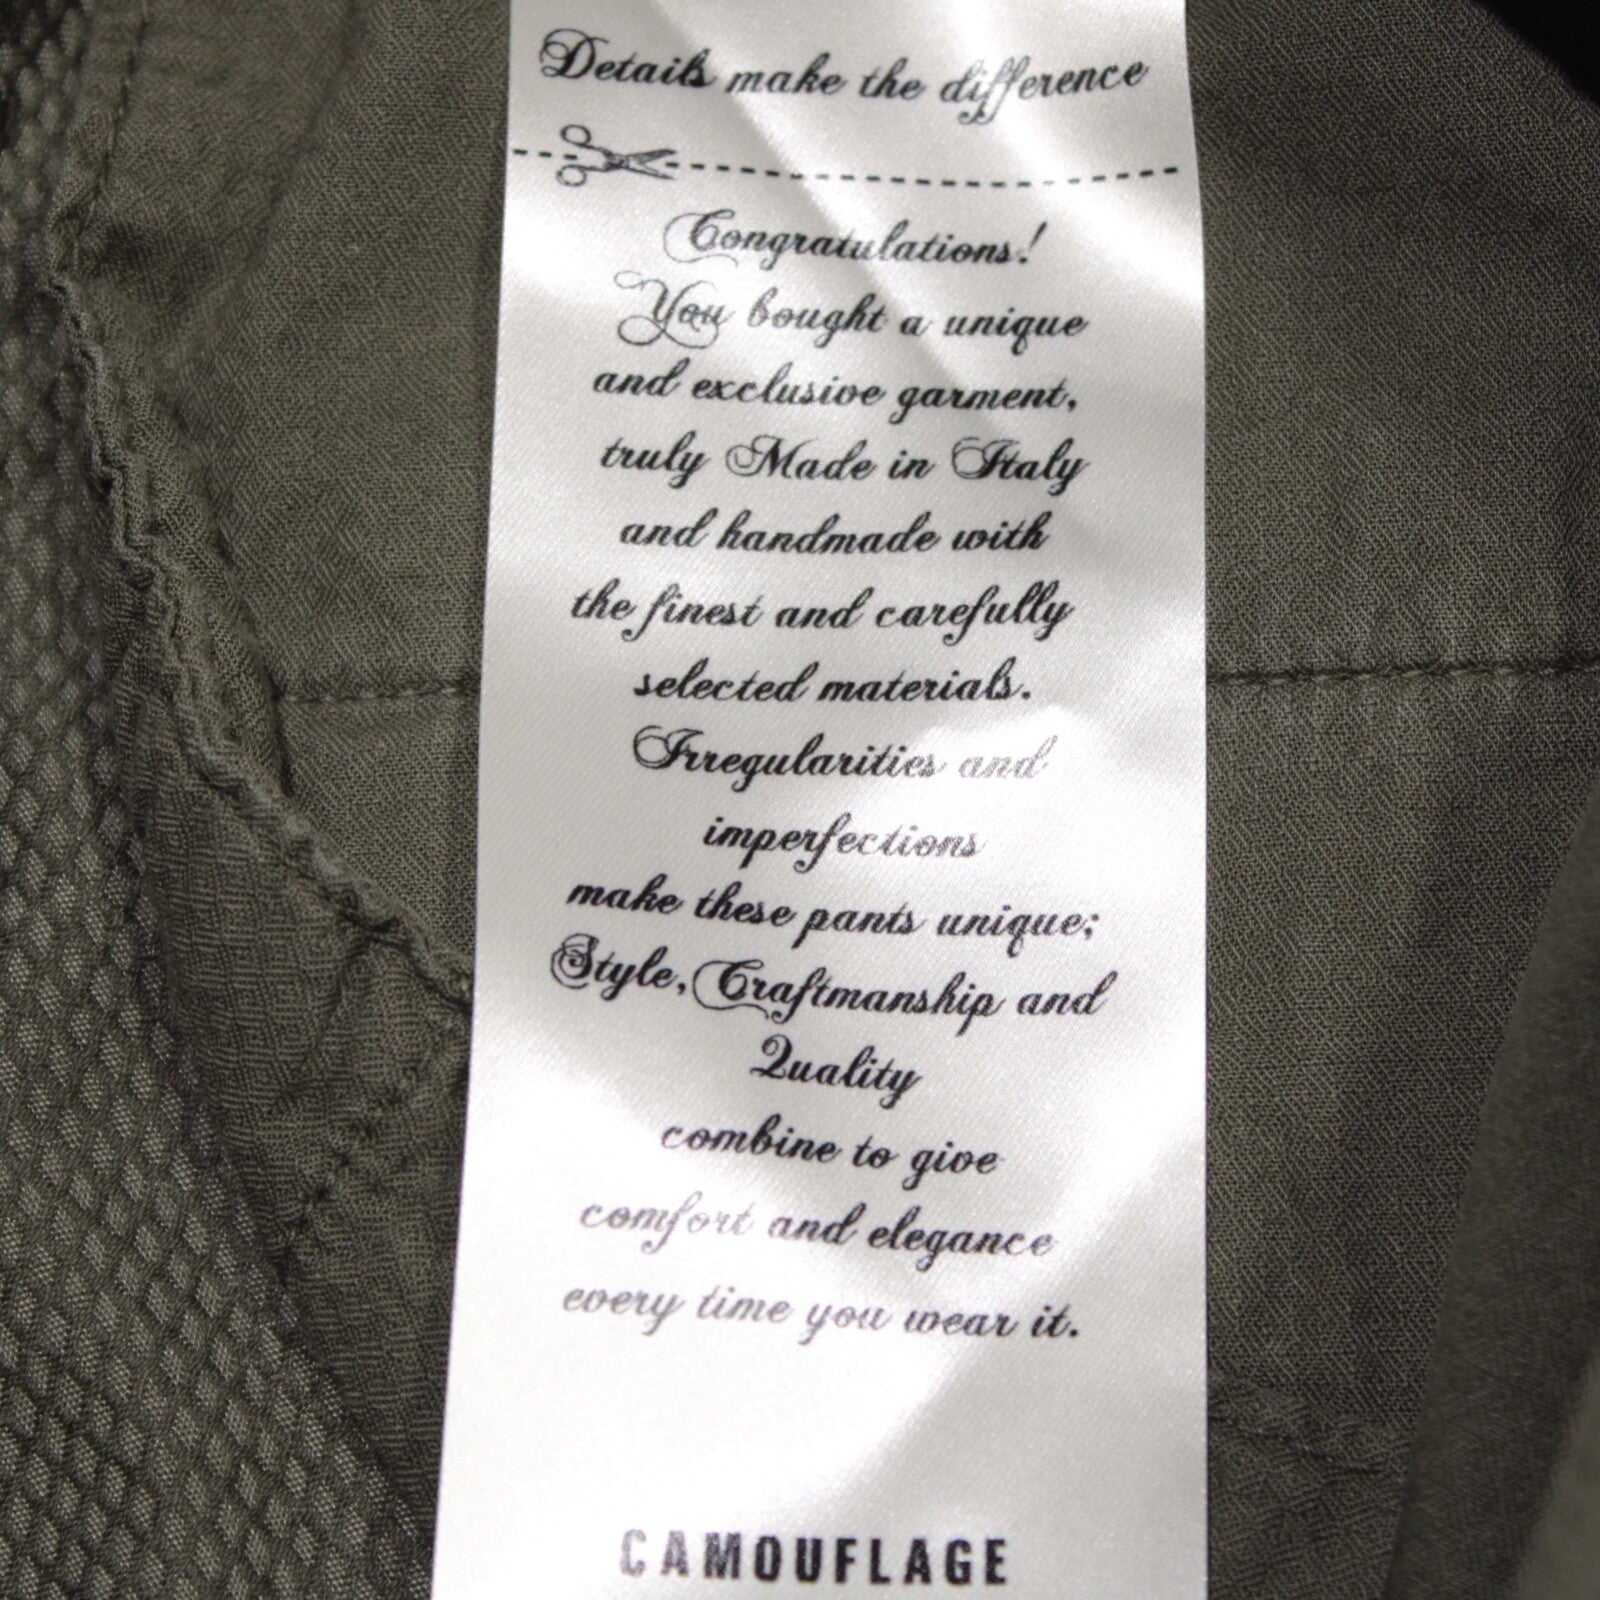 Details make the difference
Congratulations!
You bought a unique
and exclusive garment,
truly Made in Italy
and handmade with
the finest and carefully
selected materials.
Irregularities and
imperfections
make these pants unique;
Style, Craftmanship and
Quality
combine to give
comfort and elegance
every time you wear it.
CAMOUFLAGE